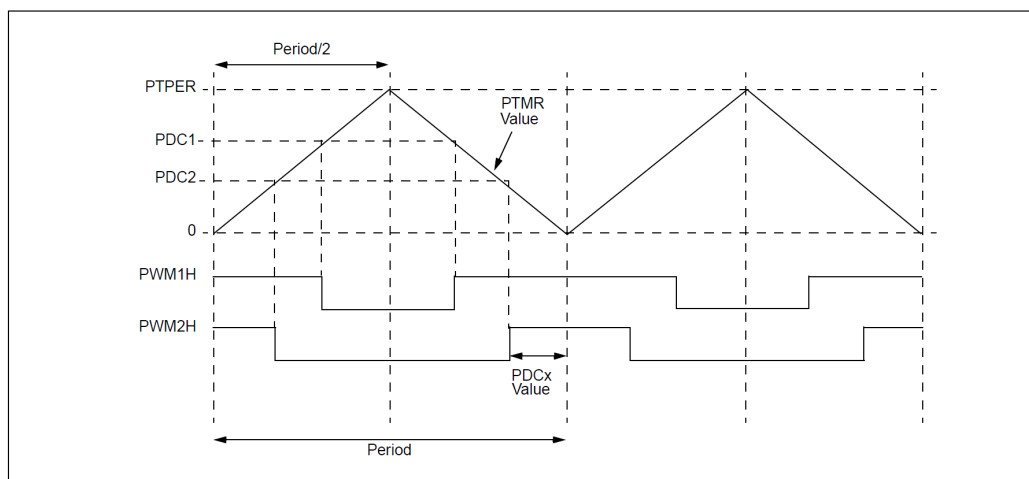 Period/2
PTPER
PTMR
Value
PDC1
PDC2
0
PWM1H
PWM2H
PDCx
Value
Period